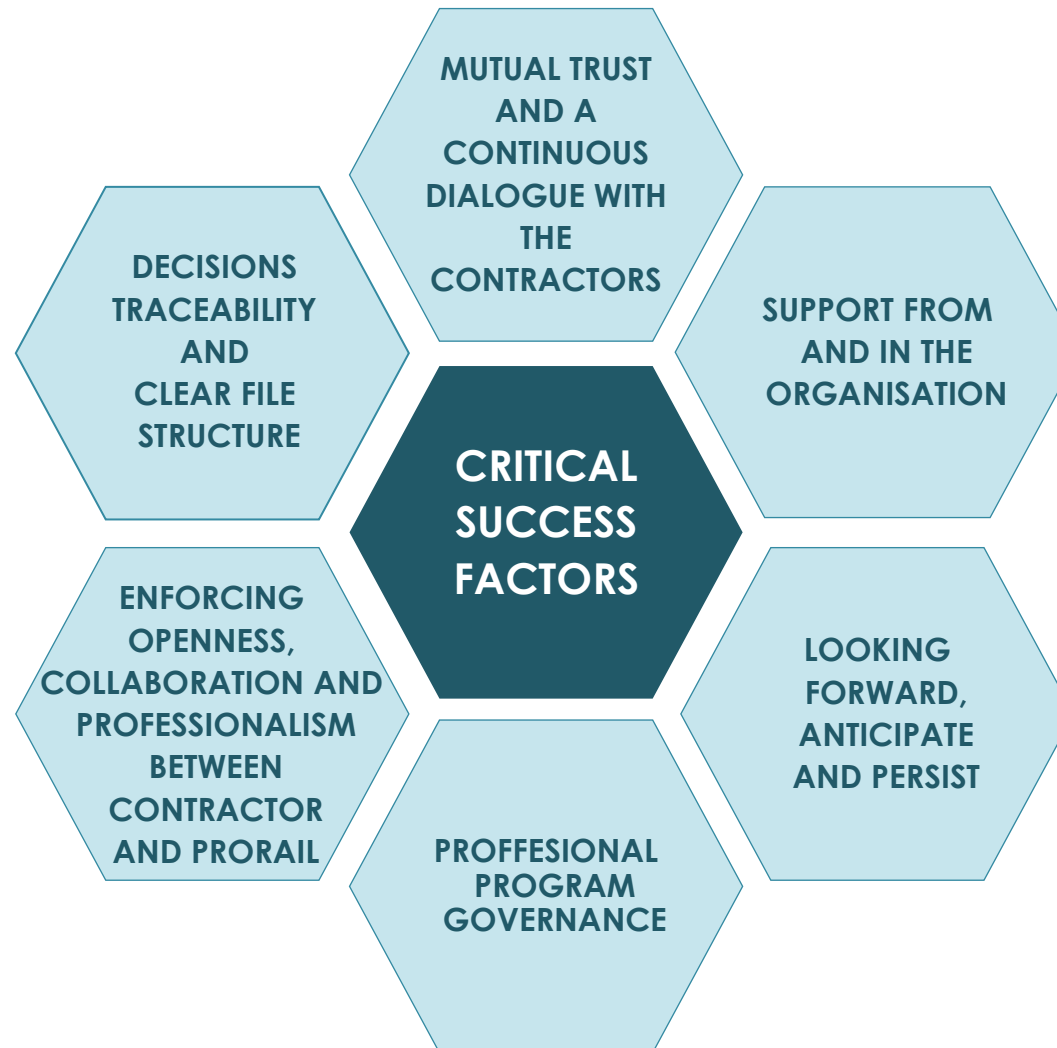 MUTUAL TRUST
AND A
CONTINUOUS
DIALOGUE WITH
THE
CONTRACTORS
DECISIONS
TRACEABILITY
AND
CLEAR FILE
STRUCTURE
SUPPORT FROM
AND IN THE
ORGANISATION
CRITICAL
SUCCESS
FACTORS
ENFORCING
OPENNESS,
COLLABORATION AND
PROFESSIONALISM
BETWEEN
CONTRACTOR
AND PRORAIL
LOOKING
FORWARD,
ANTICIPATE
AND PERSIST
PROFFESIONAL
PROGRAM
GOVERNANCE